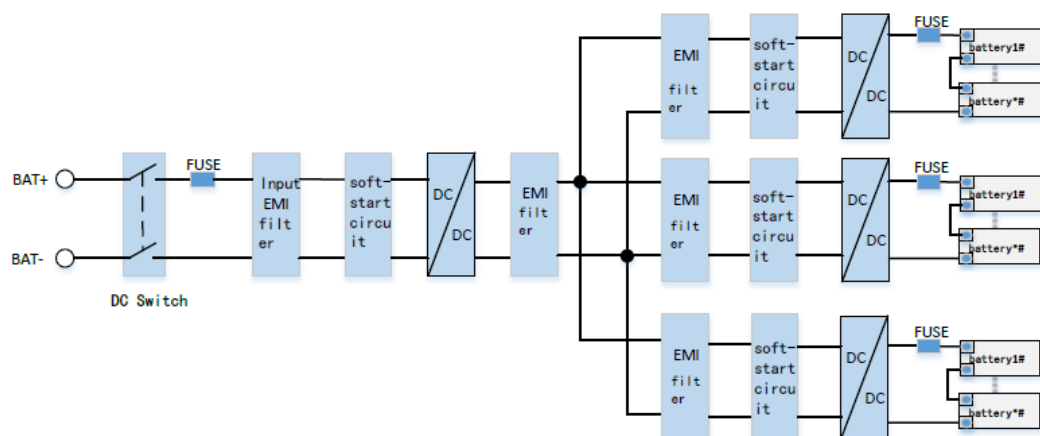 FUSE
EMI
filt
er
soft-
start
circu
it
DC
DC
battery1#
battery*#
BAT+
BAT-
DC Switch
FUSE
Input
EMI
filt
er
soft-
start
circu
it
DC
DC
EMI
filt
er
EMI
filt
er
soft-
start
circu
it
DC
DC
FUSE
battery1#
battery*#
EMI
filt
er
soft-
start
circu
it
DC
DC
FUSE
battery1#
battery*#